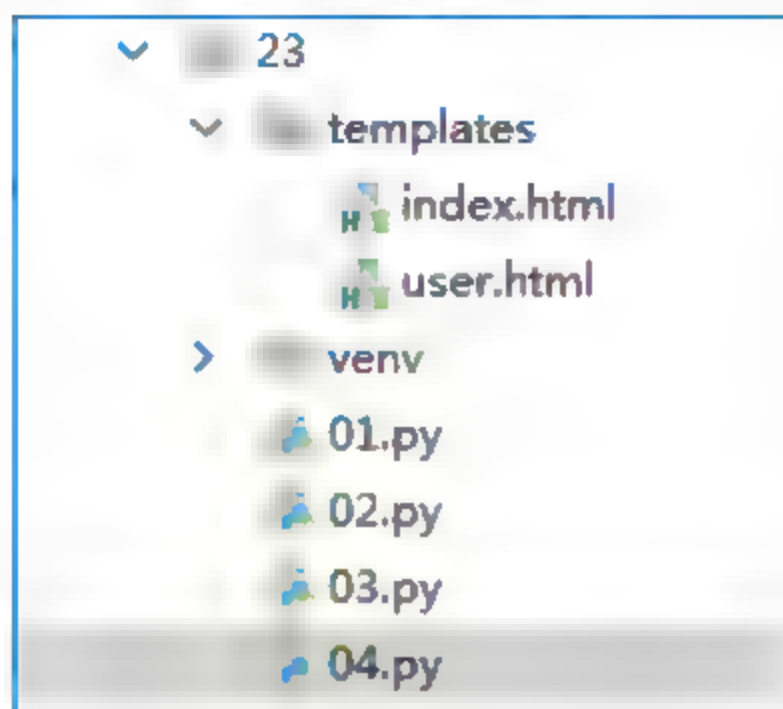 23
templates
index.html
user.html
venv
01.py
02.py
03.py
04.py